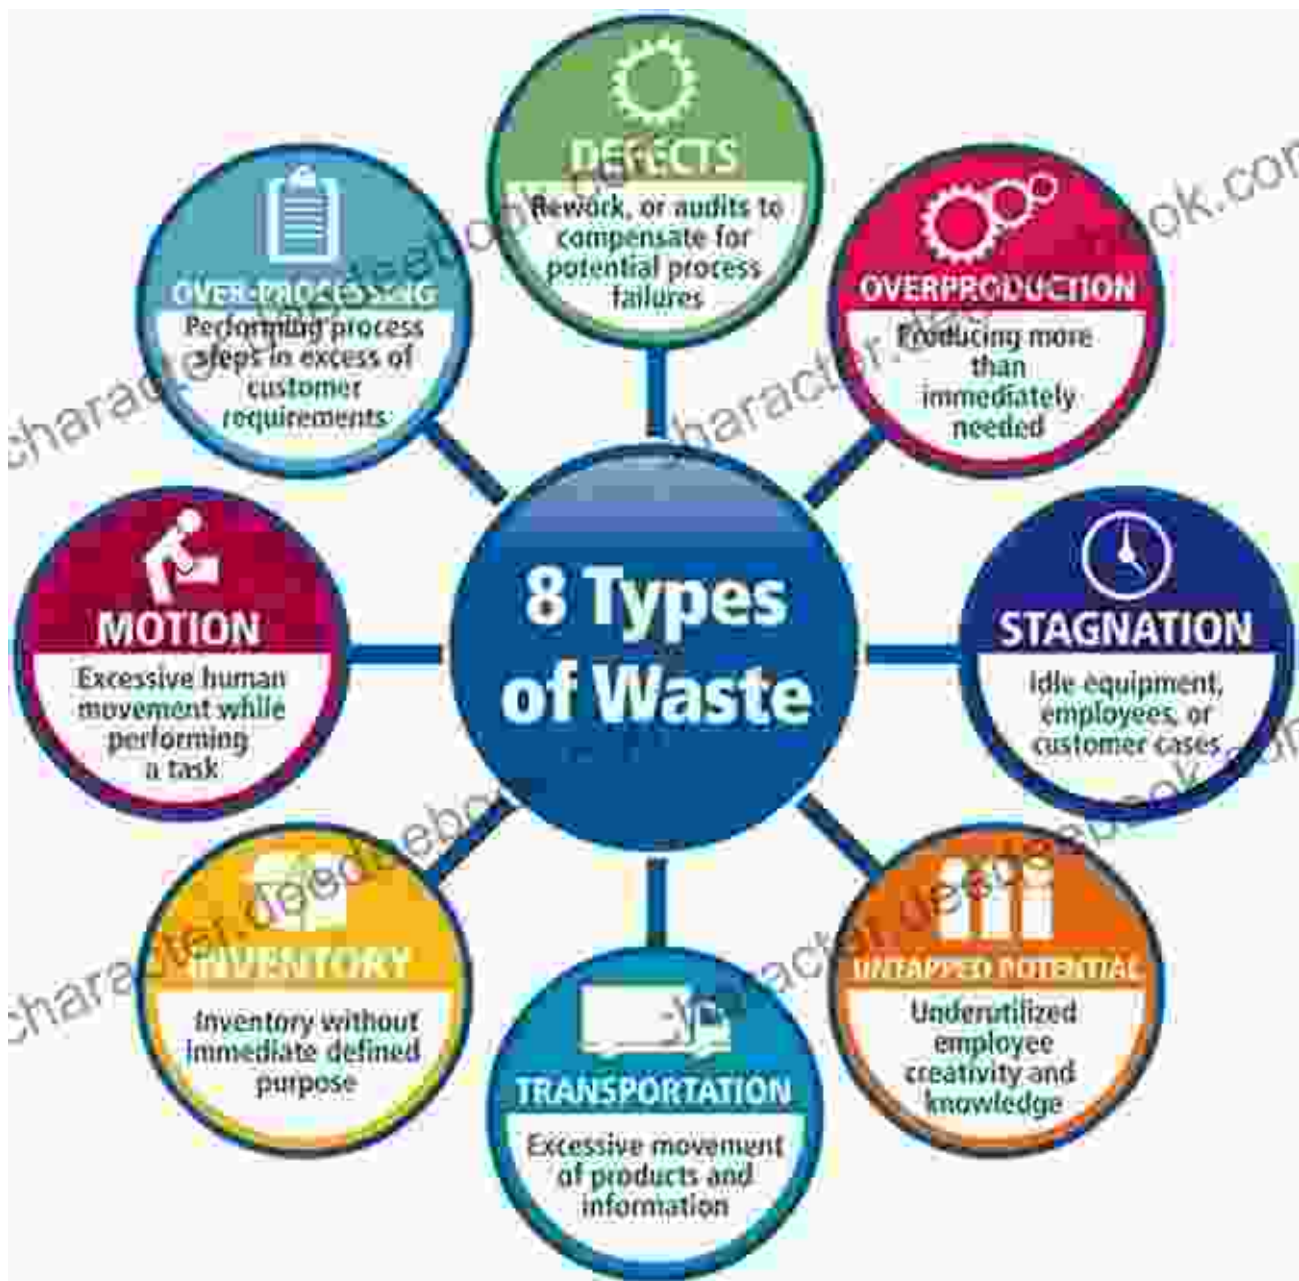 8 Types
of Waste
DEFECTS
Rework, or audits to
compensate for
potential process
failures
OVERPRODUCTION
Producing more
than
immediately
needed
STAGNATION
Idle equipment,
employees, or
customer cases
UNTAPPED POTENTIAL
Underutilized
employee
creativity and
knowledge
TRANSPORTATION
Excessive movement
of products and
information
INVENTORY
Inventory without
immediate defined
purpose
MOTION
Excessive human
movement while
performing
a task
OVER-PROCESSING
Performing process
steps in excess of
customer
requirements